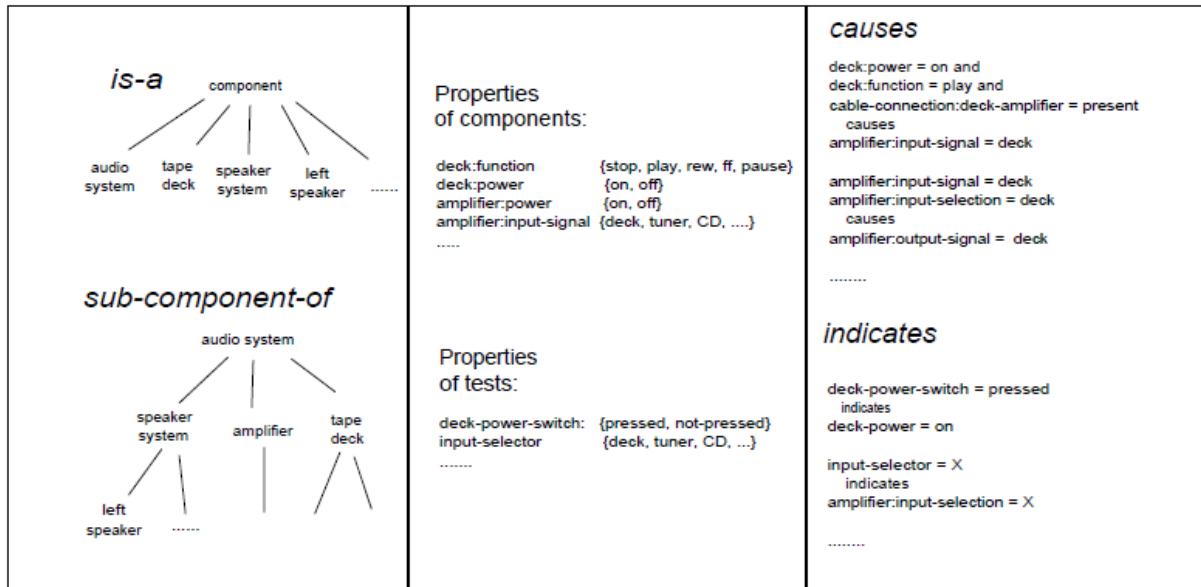 is-a
component
audio system
tape deck
speaker system
left speaker
......
sub-component-of
audio system
speaker system
amplifier
tape deck
left speaker
......
Properties
of components:
deck:function {stop, play, rew, ff, pause}
deck:power {on, off}
amplifier:power {on, off}
amplifier:input-signal {deck, tuner, CD, ....}
.....
Properties
of tests:
deck-power-switch: {pressed, not-pressed}
input-selector {deck, tuner, CD, ...}
.......
causes
deck:power = on and
deck:function = play and
cable-connection:deck-amplifier = present
causes
amplifier:input-signal = deck
amplifier:input-signal = deck
amplifier:input-selection = deck
causes
amplifier:output-signal = deck
........
indicates
deck-power-switch = pressed
indicates
deck-power = on
input-selector = X
indicates
amplifier:input-selection = X
........